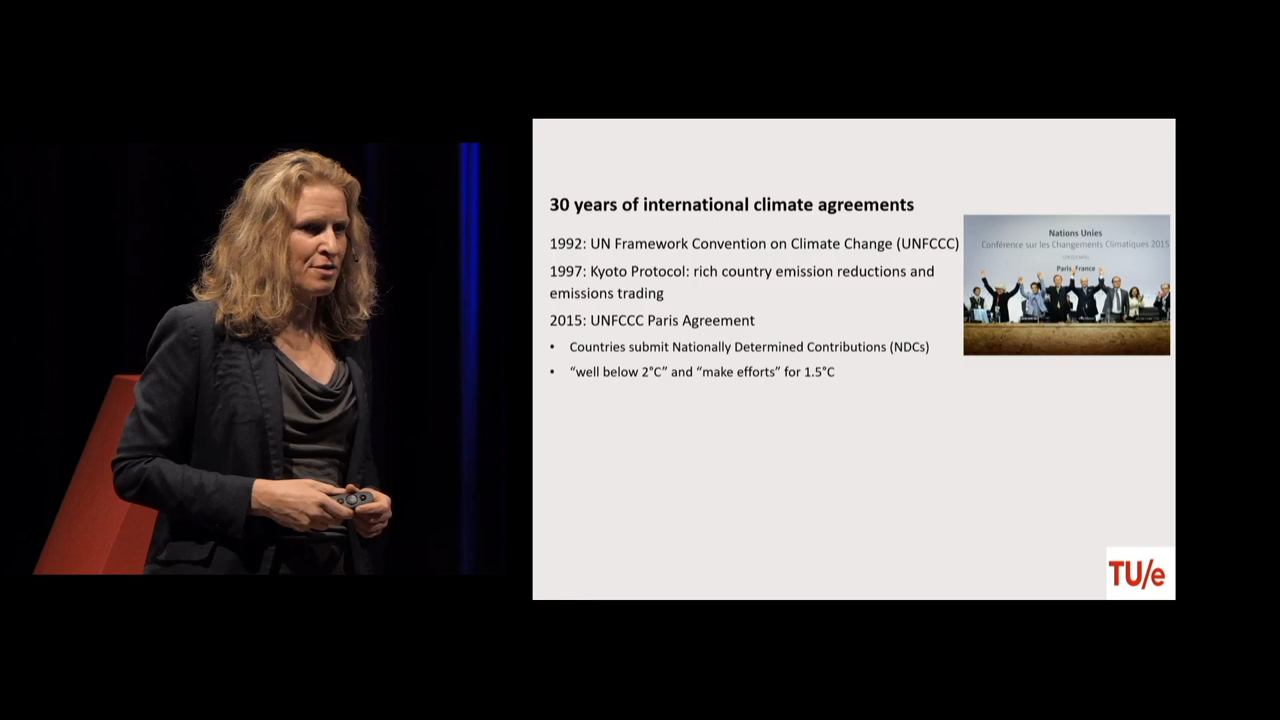 30 years of international climate agreements
1992: UN Framework Convention on Climate Change (UNFCCC)
1997: Kyoto Protocol: rich country emission reductions and
emissions trading
2015: UNFCCC Paris Agreement
• Countries submit Nationally Determined Contributions (NDCs)
• “well below 2°C” and “make efforts” for 1.5°C
Nations Unies
Conférence sur les Changements Climatiques 2015
Paris, France
TU/e